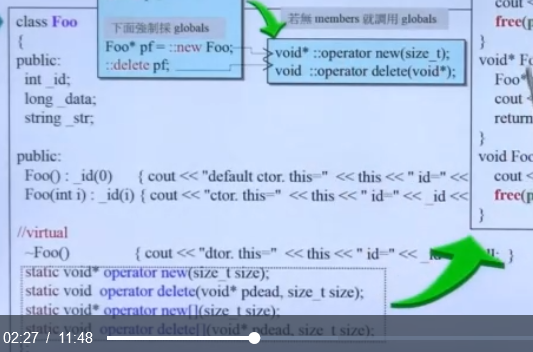 下面強制採 globals
Foo* pf = ::new Foo;
::delete pf;
若無 members 就調用 globals
void* ::operator new(size_t);
void ::operator delete(void*);
class Foo
{
public:
int _id;
long _data;
string _str;
public:
Foo() : _id(0) { cout << "default ctor. this=" << this << " id=" <<
Foo(int i) : _id(i) { cout << "ctor. this=" << this << " id=" << _id <<
//virtual
~Foo() { cout << "dtor. this=" << this << " id=" << }
static void* operator new(size_t size);
static void operator delete(void* pdead, size_t size);
static void* operator new[](size_t size);
static void operator delete[](void* pdead, size_t size);
cout <
free(p
}
void* Fo
Foo*
cout <
return
}
void Foo
cout <
free(p
}
02:27 / 11:48